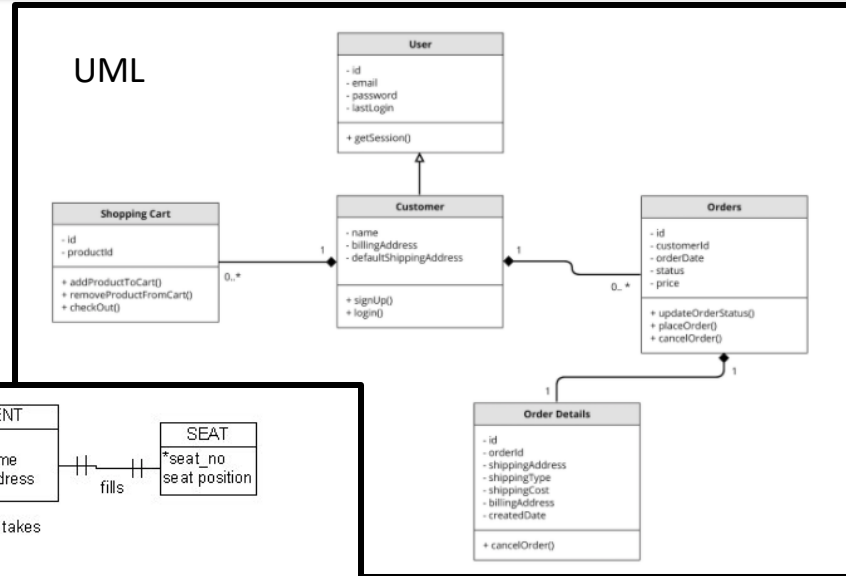 UML
User
- id
- email
- password
- lastLogin
+ getSession()
Shopping Cart
- id
- productId
+ addProductToCart()
+ removeProductFromCart()
+ checkOut()
1
0..*
Customer
- name
- billingAddress
- defaultShippingAddress
+ signUp()
+ login()
1
0.. *
Orders
- id
- customerId
- orderDate
- status
- price
+ updateOrderStatus()
+ placeOrder()
+ cancelOrder()
1
1
Order Details
- id
- orderId
- shippingAddress
- shippingType
- shippingCost
- billingAddress
- createdDate
+ cancelOrder()
SEAT
*seat_no
seat position
fills
takes